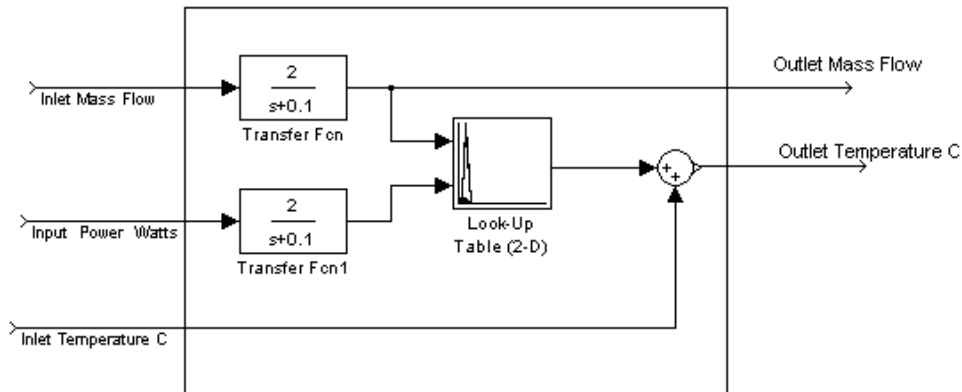 Outlet Mass Flow
2
s+0.1
Inlet Mass Flow
Transfer Fcn
Outlet Temperature C
+
+
2
s+0.1
Input Power Watts
Look-Up
Table (2-D)
Transfer Fcn1
Inlet Temperature C